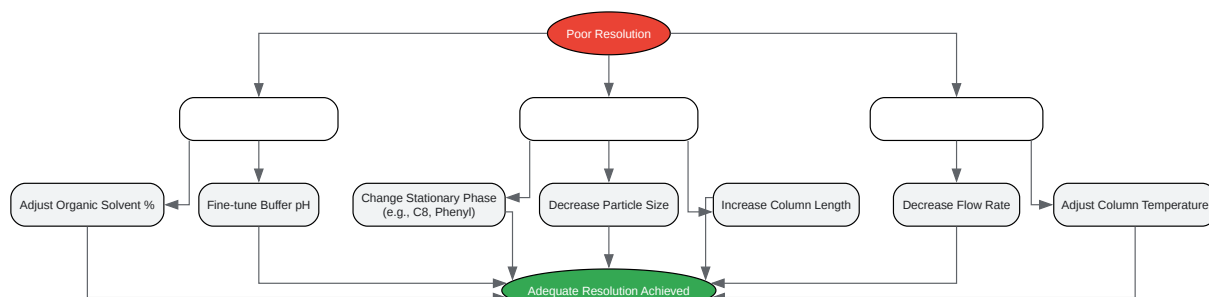 Poor Resolution
Adjust Organic Solvent %
Fine-tune Buffer pH
Change Stationary Phase
(e.g., C8, Phenyl)
Decrease Particle Size
Increase Column Length
Decrease Flow Rate
Adjust Column Temperature
Adequate Resolution Achieved